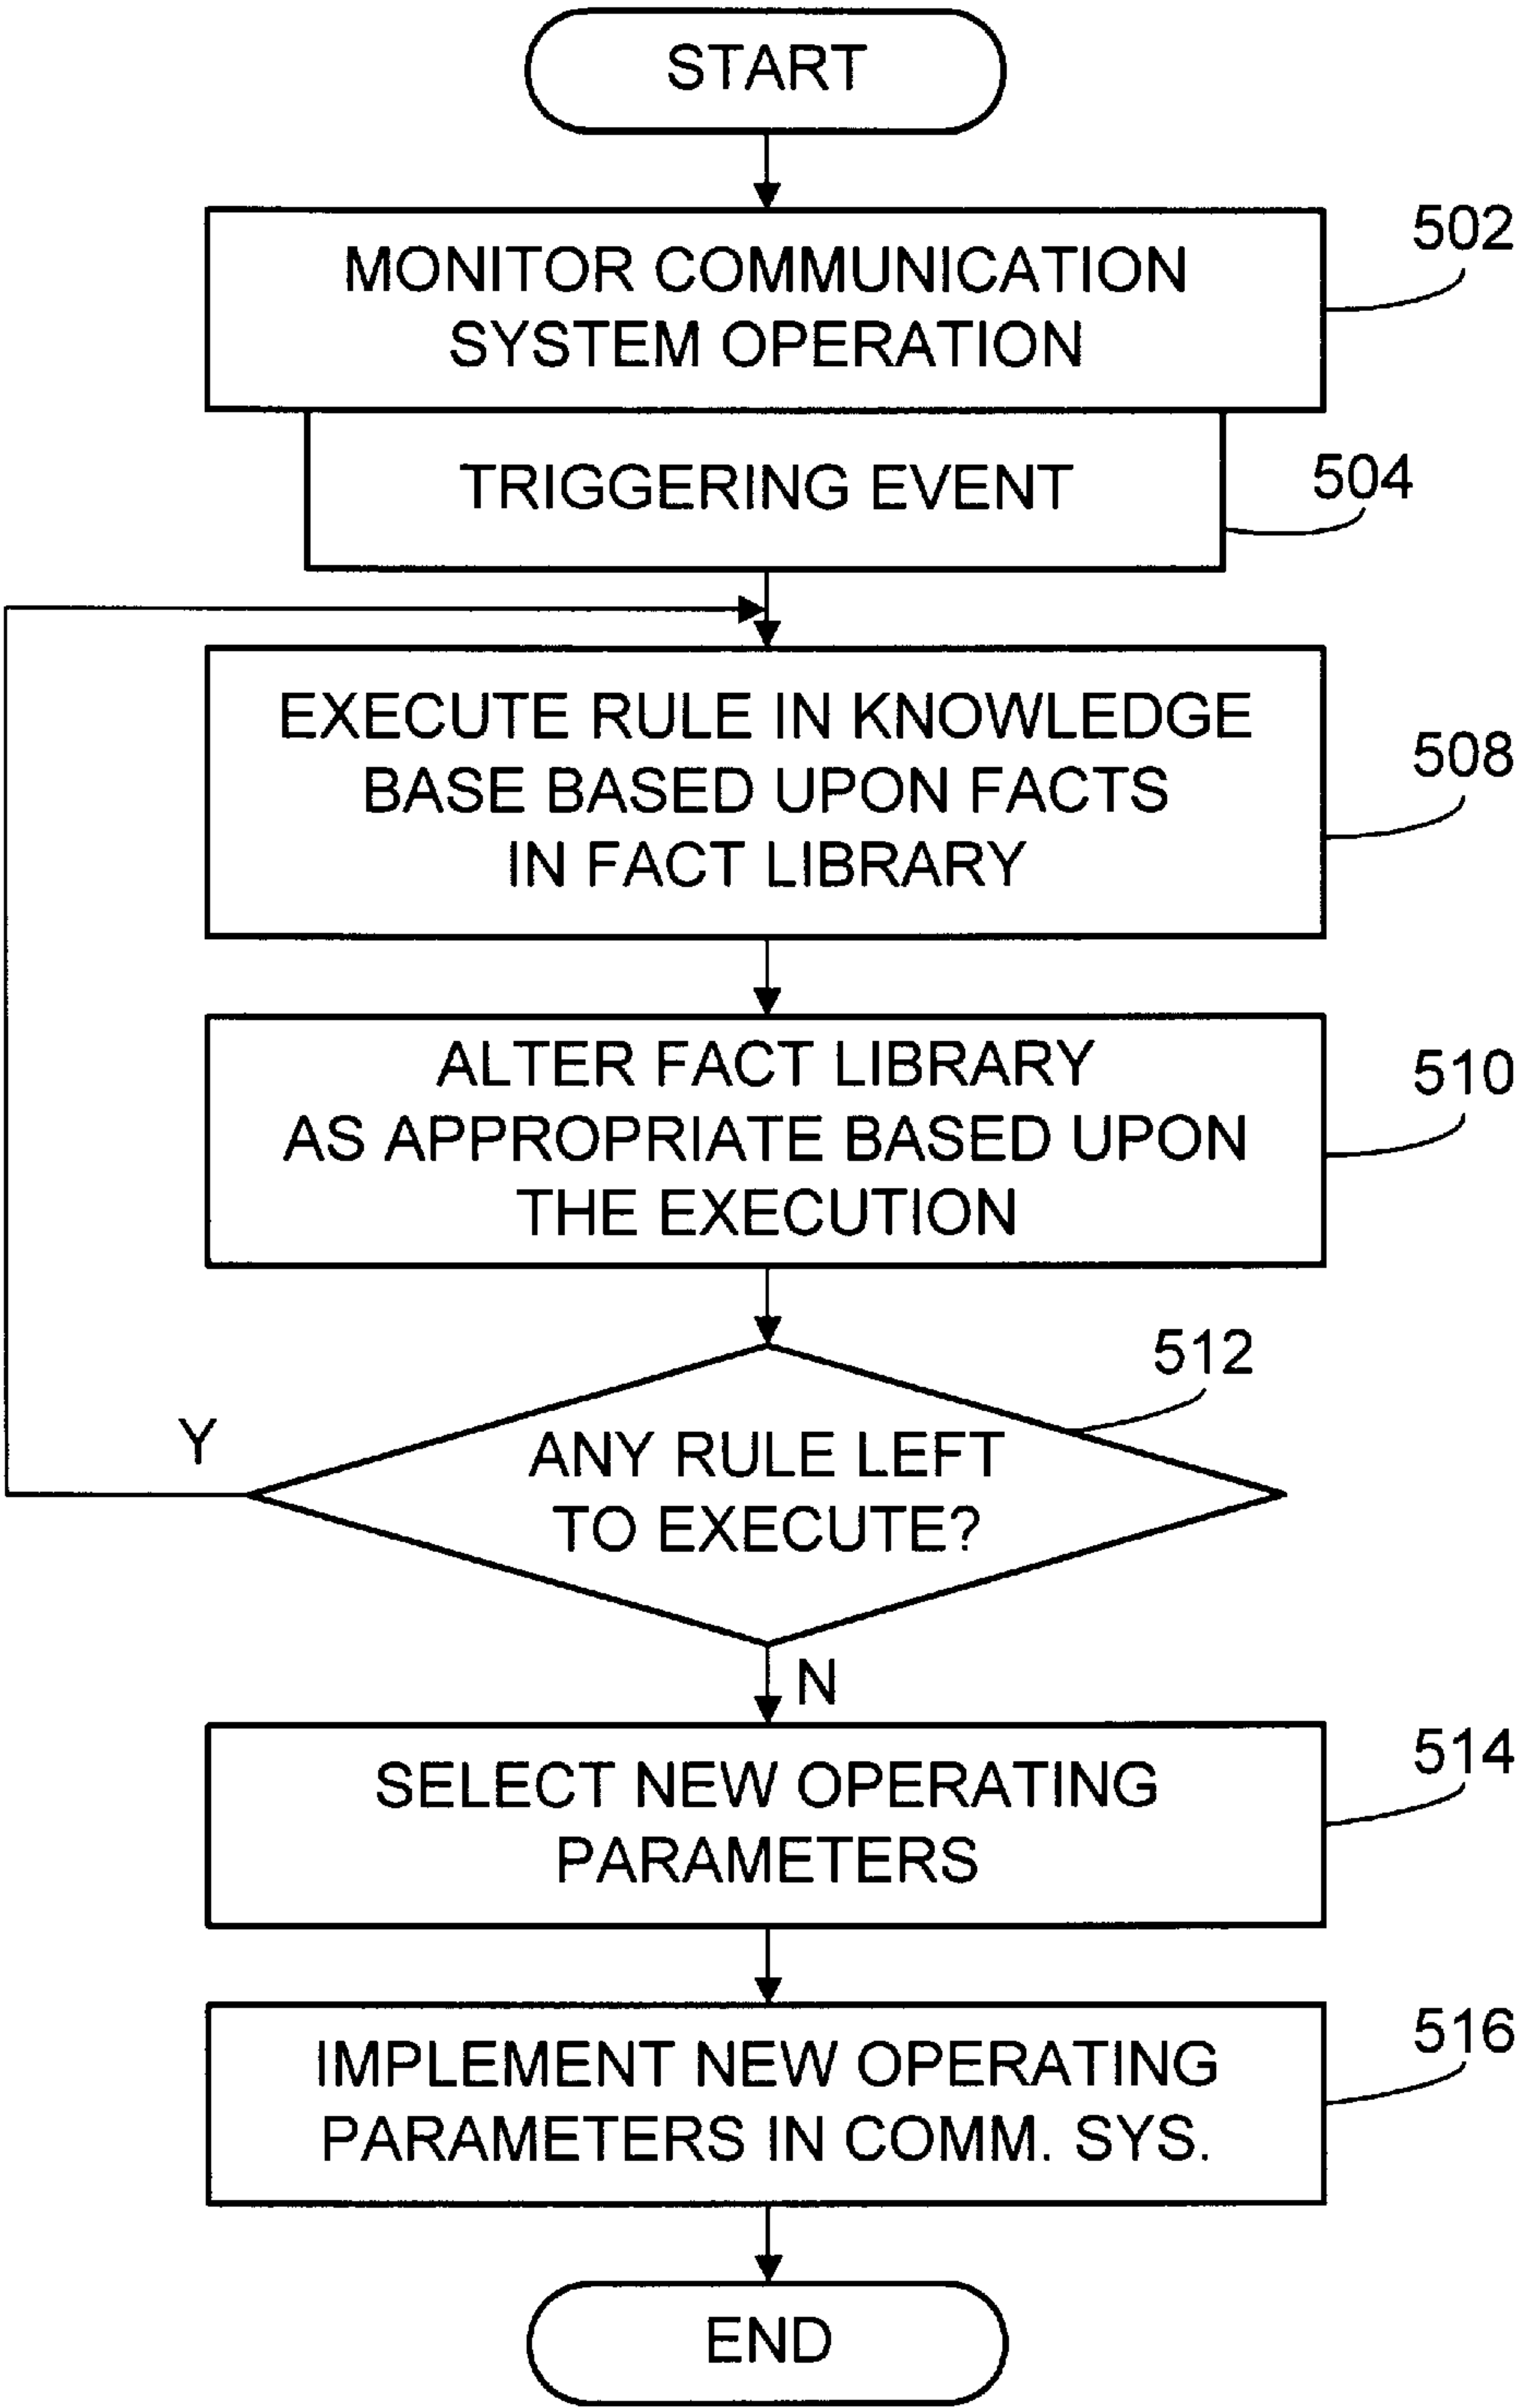 START
MONITOR COMMUNICATION
SYSTEM OPERATION
502
TRIGGERING EVENT
504
EXECUTE RULE IN KNOWLEDGE
BASE BASED UPON FACTS
IN FACT LIBRARY
508
ALTER FACT LIBRARY
AS APPROPRIATE BASED UPON
THE EXECUTION
510
512
ANY RULE LEFT
TO EXECUTE?
Y
N
SELECT NEW OPERATING
PARAMETERS
514
IMPLEMENT NEW OPERATING
PARAMETERS IN COMM. SYS.
516
END